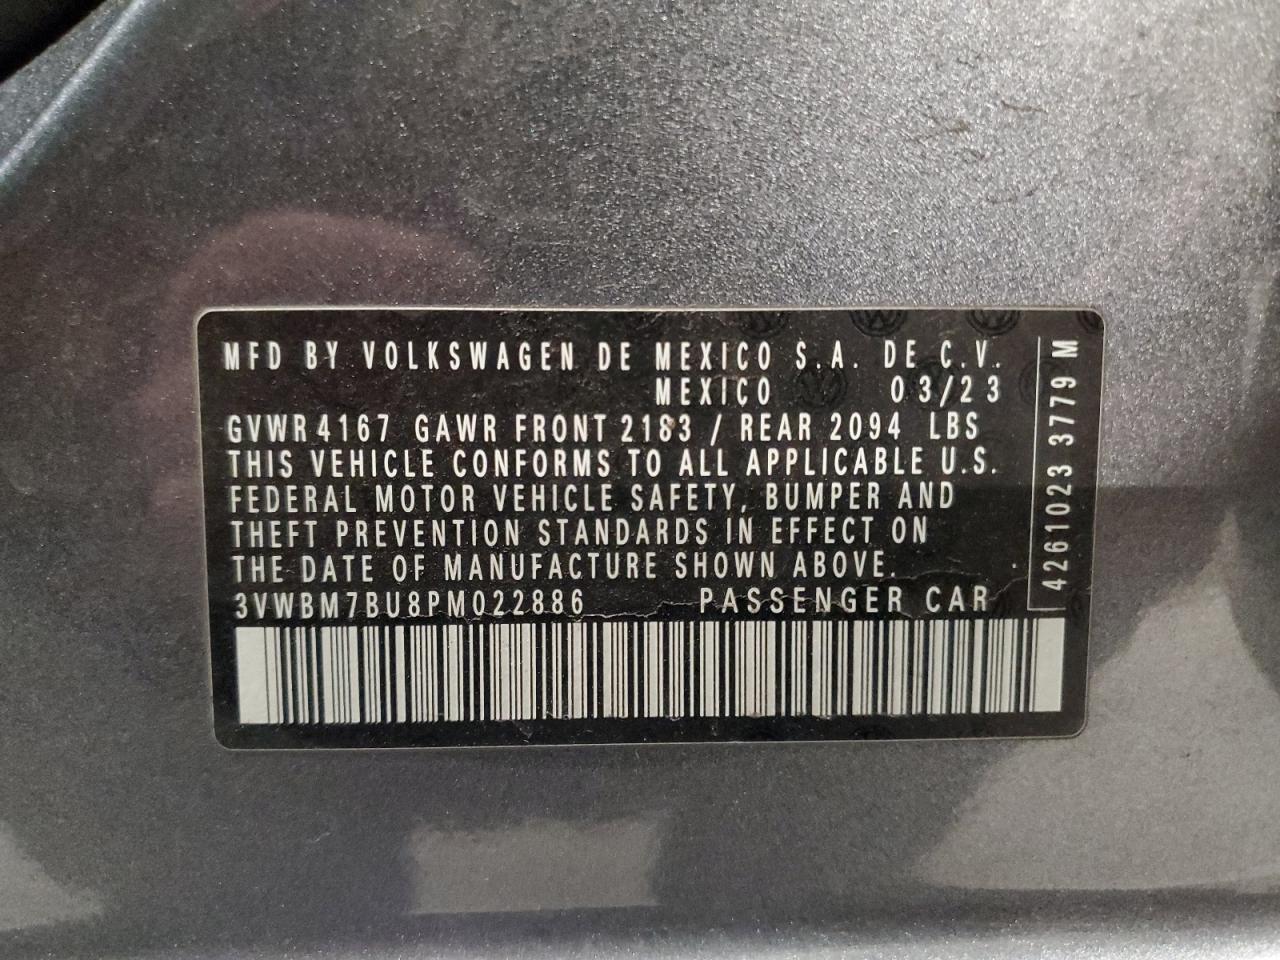 MFD BY VOLKSWAGEN DE MEXICO S.A. DE C.V.
MEXICO 03/23
GVWR 4167 GAWR FRONT 2183 / REAR 2094 LBS
THIS VEHICLE CONFORMS TO ALL APPLICABLE U.S.
FEDERAL MOTOR VEHICLE SAFETY, BUMPER AND
THEFT PREVENTION STANDARDS IN EFFECT ON
THE DATE OF MANUFACTURE SHOWN ABOVE.
3VWBM7BU8PM022886 PASSENGER CAR
4261023 3779 M